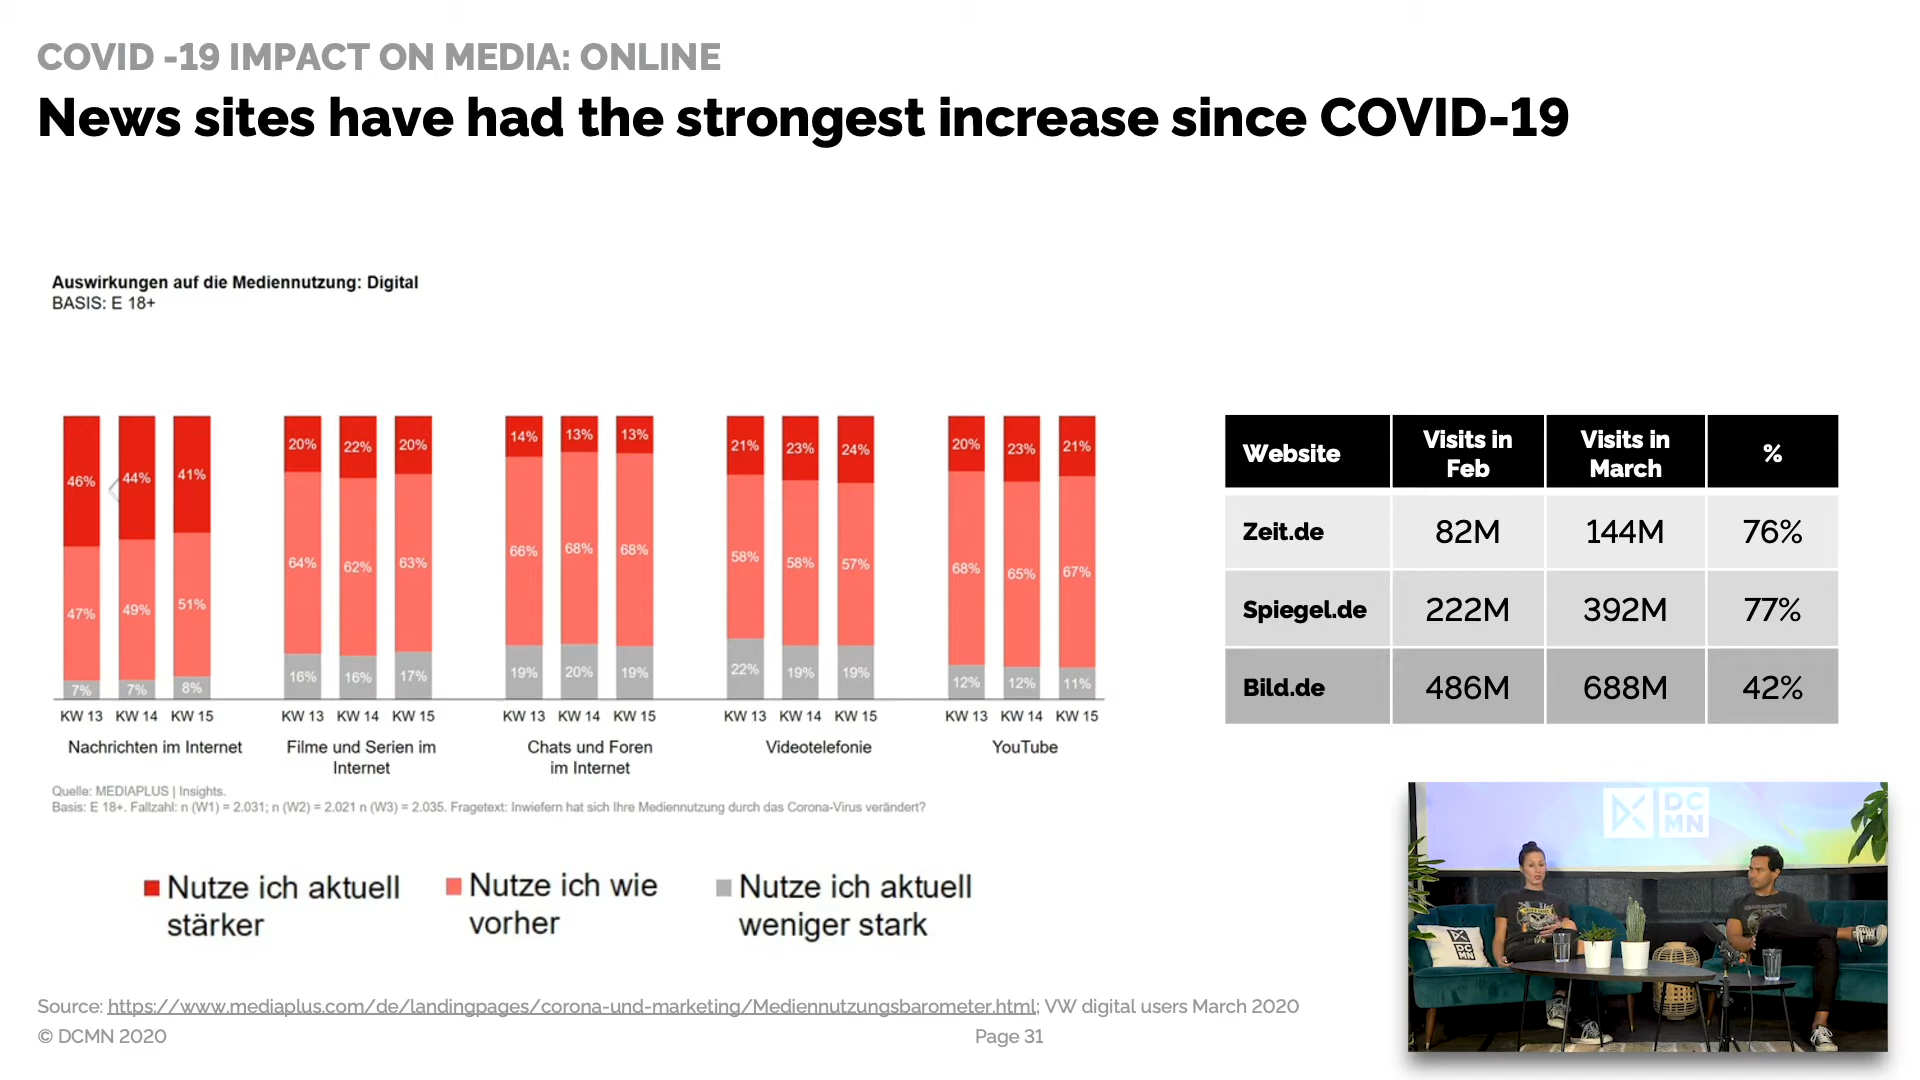 COVID -19 IMPACT ON MEDIA: ONLINE
News sites have had the strongest increase since COVID-19
Auswirkungen auf die Mediennutzung: Digital
BASIS: E 18+
46% 44% 41% 20% 22% 20% 14% 13% 13% 21% 23% 24% 20% 23% 21%
47% 49% 51% 64% 62% 63% 66% 68% 68% 58% 58% 57% 68% 65% 67%
7% 7% 8% 16% 16% 17% 19% 20% 19% 22% 19% 19% 12% 12% 11%
KW 13 KW 14 KW 15 KW 13 KW 14 KW 15 KW 13 KW 14 KW 15 KW 13 KW 14 KW 15 KW 13 KW 14 KW 15
Nachrichten im Internet
Filme und Serien im
Internet
Chats und Foren
im Internet
Videotelefonie
YouTube
Quelle: MEDIAPLUS | Insights.
Basis: E 18+. Fallzahl: n (W1) = 2.031; n (W2) = 2.021 n (W3) = 2.035. Fragetext: Inwiefern hat sich Ihre Mediennutzung durch das Corona-Virus verändert?
Nutze ich aktuell
stärker
Nutze ich wie
vorher
Nutze ich aktuell
weniger stark
Website
Visits in
Feb
Visits in
March
%
Zeit.de 82M 144M 76%
Spiegel.de 222M 392M 77%
Bild.de 486M 688M 42%
DC
MN
DC
MN
Source: https://www.mediaplus.com/de/landingpages/corona-und-marketing/Mediennutzungsbarometer.html; VW digital users March 2020
© DCMN 2020
Page 31